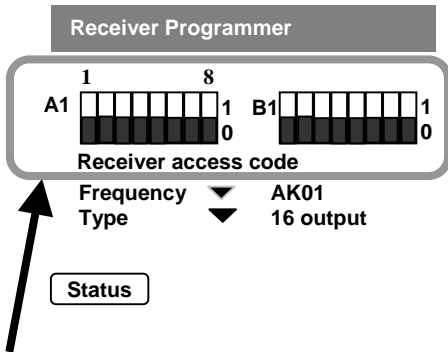 Receiver Programmer
1 8
A1 1 B1 1
0 0
Receiver access code
Frequency AK01
Type 16 output
Status